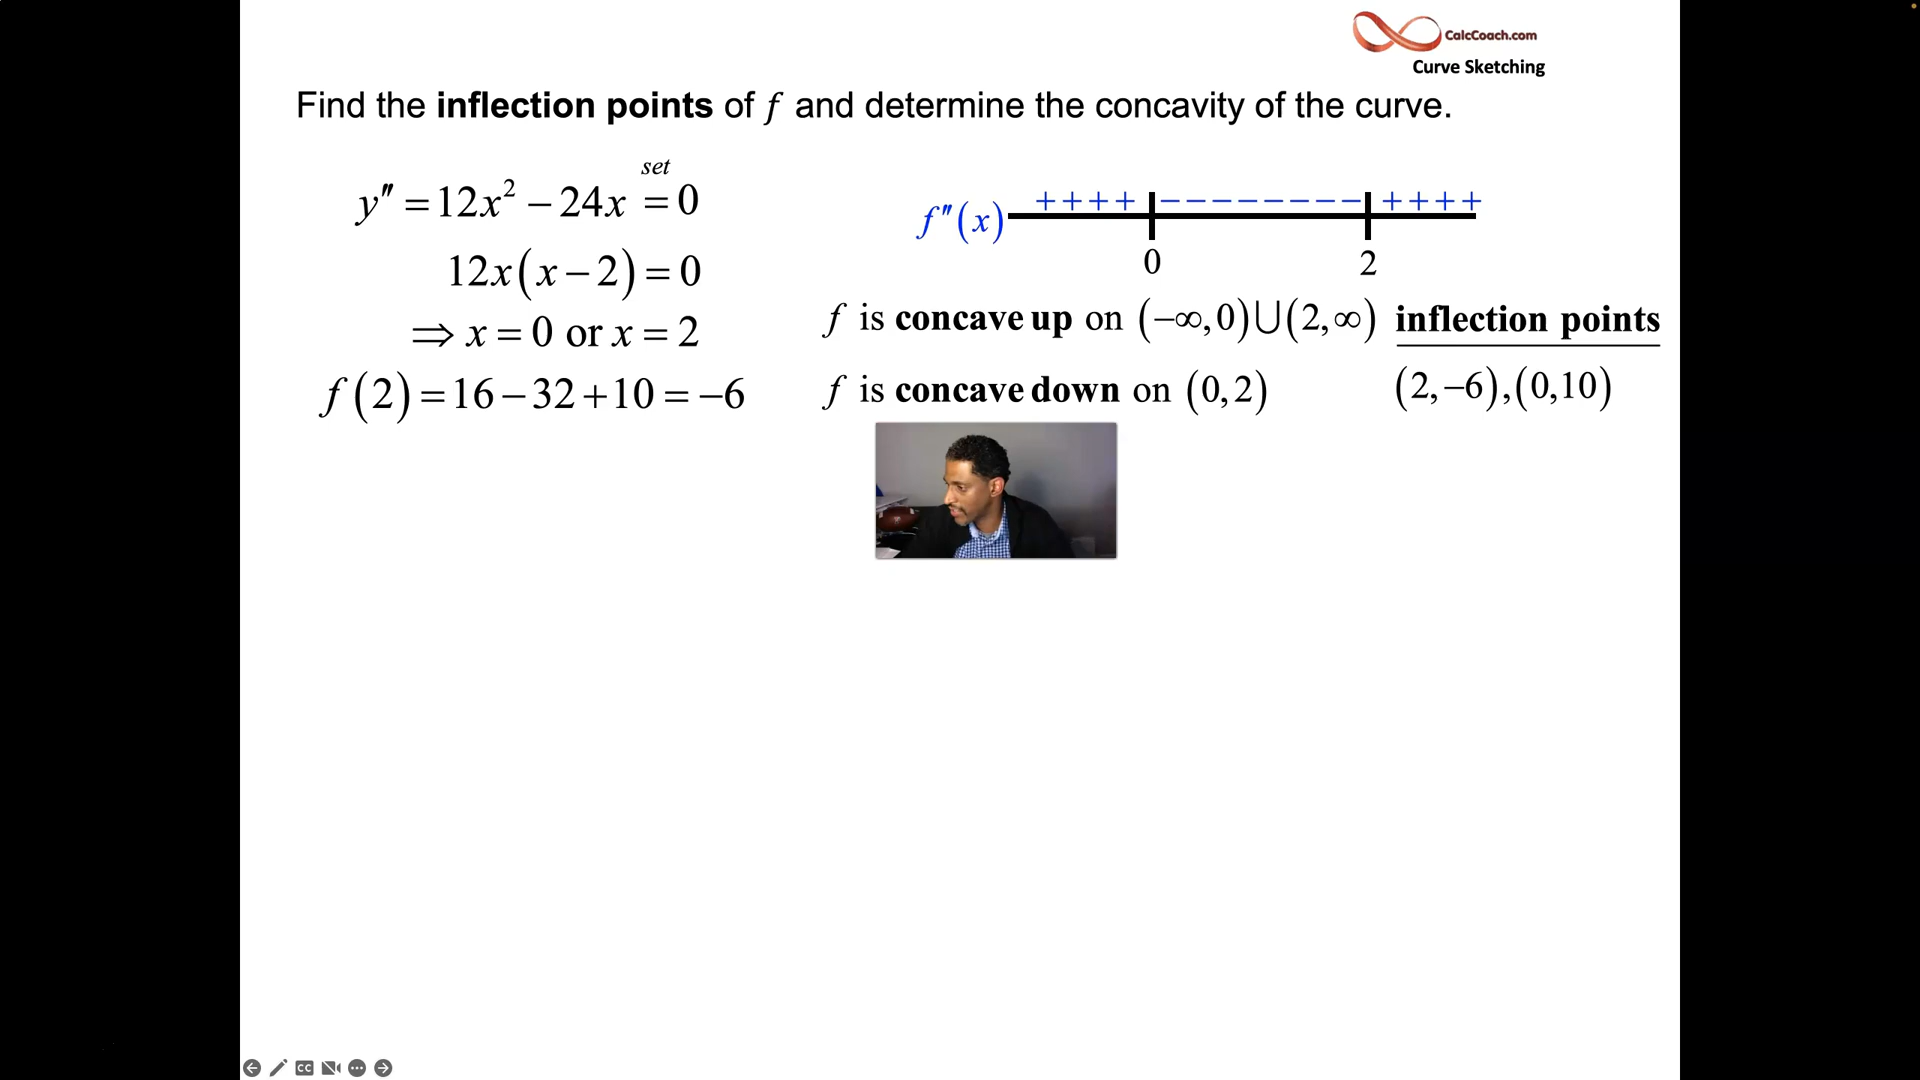 CalcCoach.com
Curve Sketching
Find the inflection points of f and determine the concavity of the curve.
y″ = 12x² − 24x set = 0
12x(x − 2) = 0
⇒ x = 0 or x = 2
f(2) = 16 − 32 + 10 = −6
f″(x) ++++ −−−−−−−− ++++
0 2
f is concave up on (−∞,0)∪(2,∞)
f is concave down on (0,2)
inflection points
(2,−6),(0,10)
CC